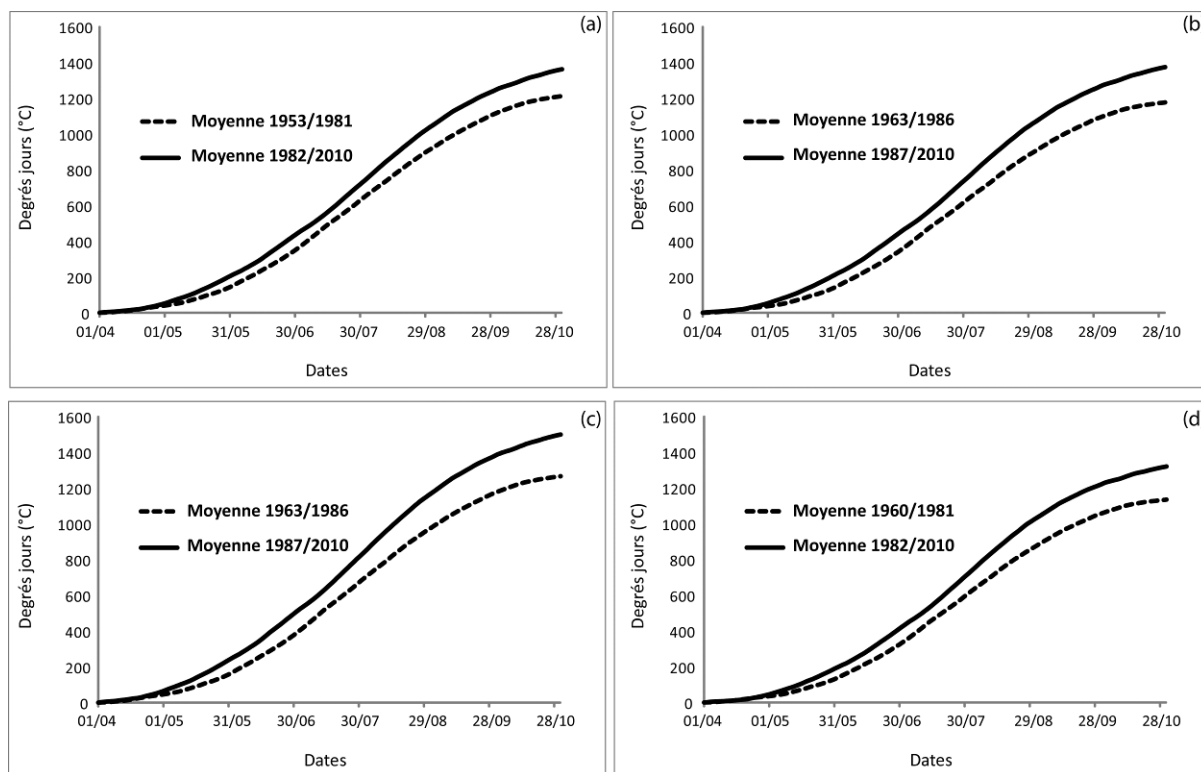 (a)
1600
1400
1200
1000
800
600
400
200
0
Degrés jours (°C)
Moyenne 1953/1981
Moyenne 1982/2010
01/04 01/05 31/05 30/06 30/07 29/08 28/09 28/10
Dates
(b
1600
1400
1200
1000
800
600
400
200
0
Degrés jours (°C)
Moyenne 1963/1986
Moyenne 1987/2010
01/04 01/05 31/05 30/06 30/07 29/08 28/09 28/10
Dates
(c)
1600
1400
1200
1000
800
600
400
200
0
Degrés jours (°C)
Moyenne 1963/1986
Moyenne 1987/2010
01/04 01/05 31/05 30/06 30/07 29/08 28/09 28/10
Dates
(d
1600
1400
1200
1000
800
600
400
200
0
Degrés jours (°C)
Moyenne 1960/1981
Moyenne 1982/2010
01/04 01/05 31/05 30/06 30/07 29/08 28/09 28/10
Dates